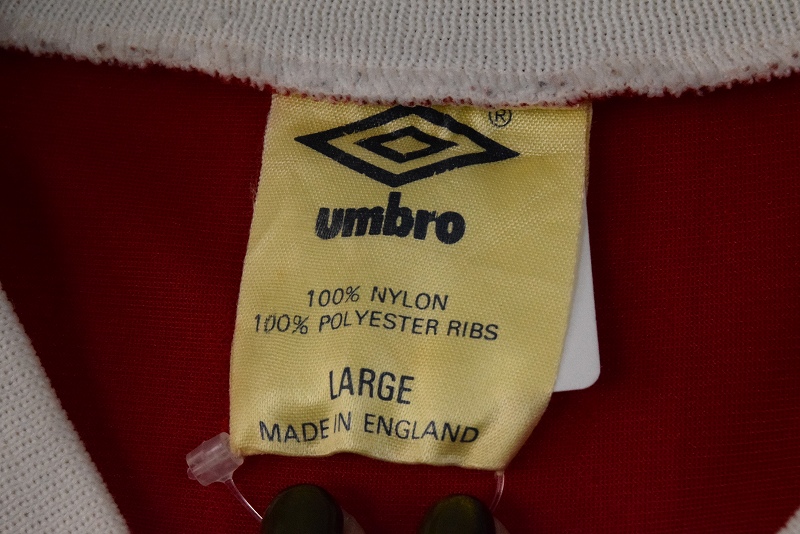 ®
umbro
100% NYLON
100% POLYESTER RIBS
LARGE
MADE IN ENGLAND